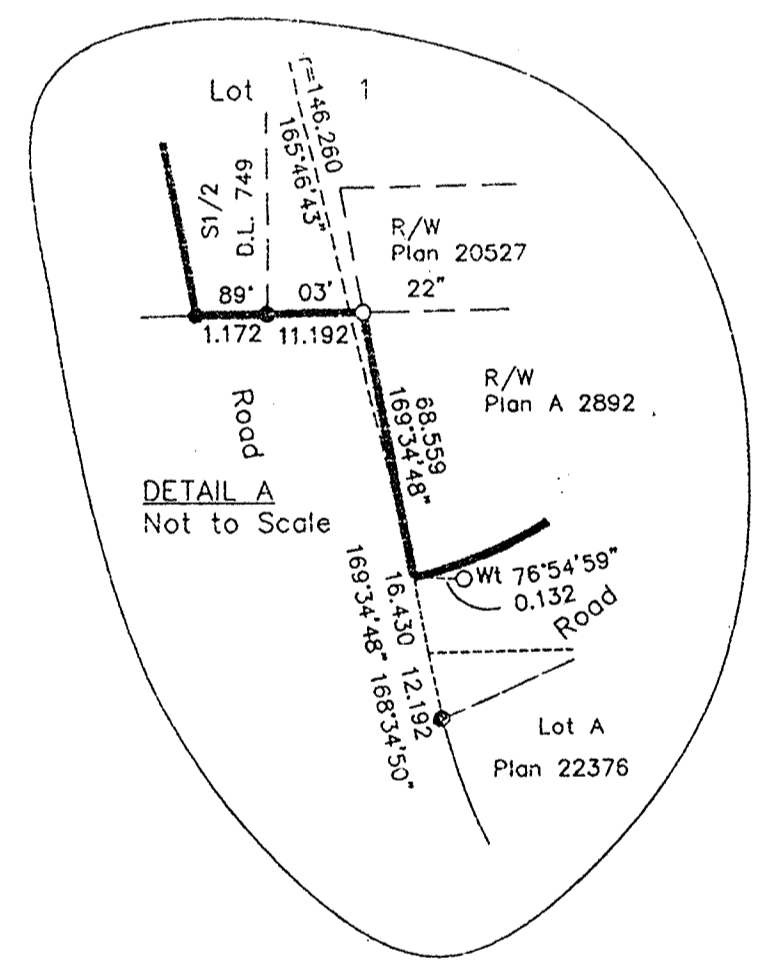 Lot 1
r=146.260
165°46'43"
S1/2
D.L. 749
R/W
Plan 20527
89° 03' 22"
1.172 11.192
R/W
Plan A 2892
68.559
169°34'48"
Road
DETAIL A
Not to Scale
Wt 76°54'59"
0.132
Road
16.430 12.192
169°34'48" 168°34'50"
Lot A
Plan 22376